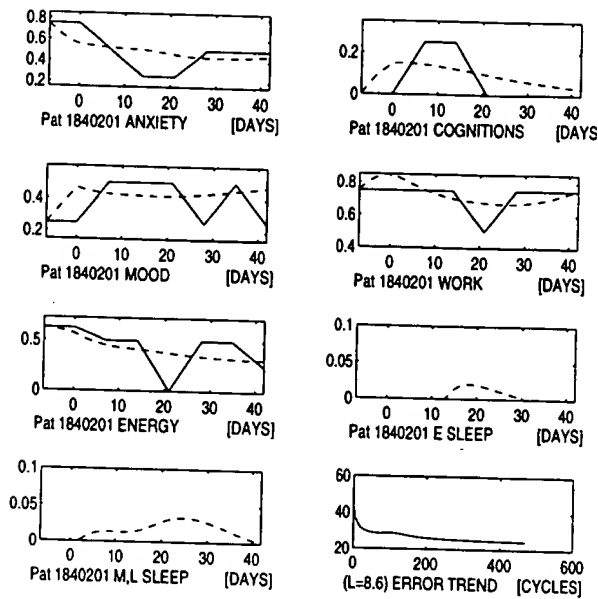 0.8
0.6
0.4
0.2
0 10 20 30 40
Pat 1840201 ANXIETY [DAYS]
0.2
0
0 10 20 30 40
Pat 1840201 COGNITIONS [DAYS
0.4
0.2
0 10 20 30 40
Pat 1840201 MOOD [DAYS]
0.8
0.6
0.4
0 10 20 30 40
Pat 1840201 WORK [DAYS]
0.5
0
0 10 20 30 40
Pat 1840201 ENERGY [DAYS]
0.1
0.05
0
0 10 20 30 40
Pat 1840201 E SLEEP [DAYS]
0.1
0.05
0
0 10 20 30 40
Pat 1840201 M,L SLEEP [DAYS]
60
40
20
0 200 400 600
(L=8.6) ERROR TREND [CYCLES]